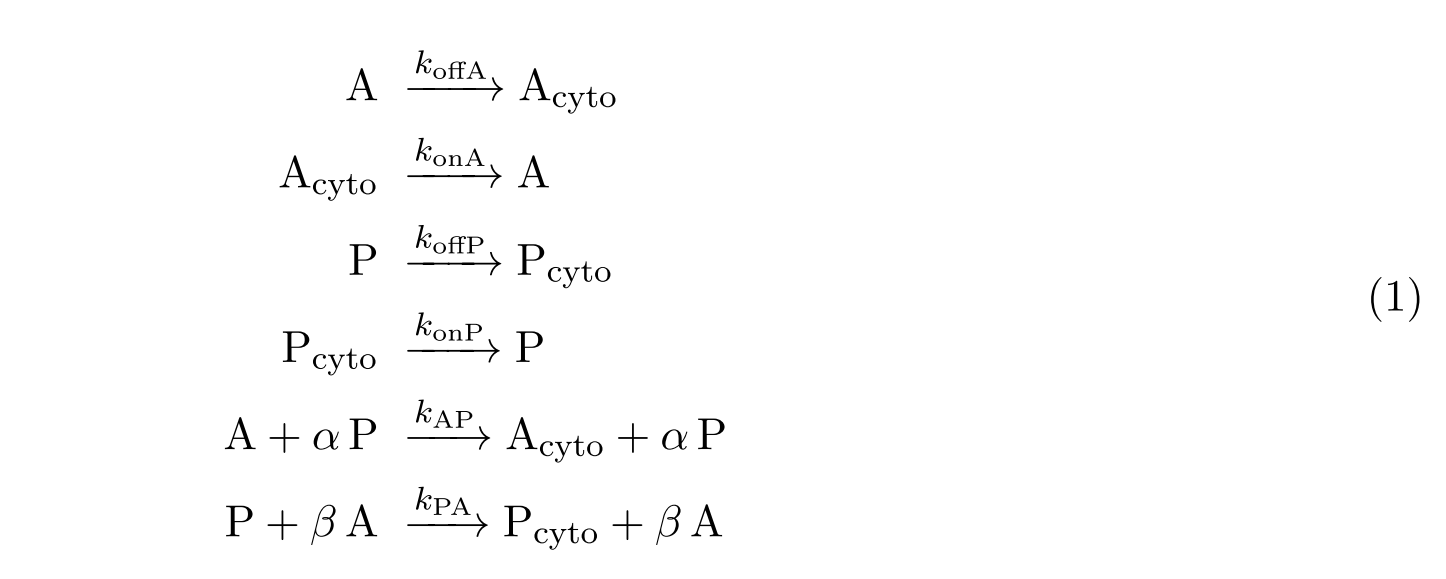 A k_offA → A_cyto
A_cyto k_onA → A
P k_offP → P_cyto
P_cyto k_onP → P
A + α P k_AP → A_cyto + α P
P + β A k_PA → P_cyto + β A
(1)